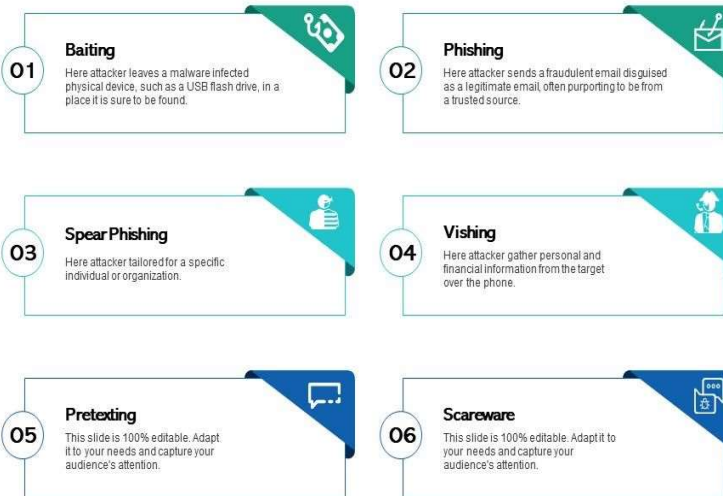 01
Baiting
Here attacker leaves a malware infected
physical device, such as a USB flash drive, in a
place it is sure to be found.
02
Phishing
Here attacker sends a fraudulent email disguised
as a legitimate email, often purporting to be from
a trusted source.
03
Spear Phishing
Here attacker tailored for a specific
individual or organization.
04
Vishing
Here attacker gather personal and
financial information from the target
over the phone.
05
Pretexting
This slide is 100% editable. Adapt
it to your needs and capture your
audience's attention.
06
Scareware
This slide is 100% editable. Adapt it to
your needs and capture your
audience's attention.